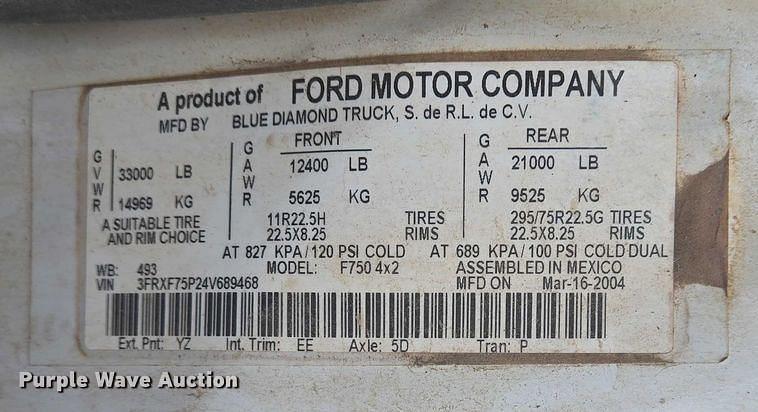 A product of FORD MOTOR COMPANY
MFD BY BLUE DIAMOND TRUCK, S. de R.L. de C.V.
GVWR 33000 LB 14969 KG
FRONT GAWR 12400 LB 5625 KG
REAR GAWR 21000 LB 9525 KG
A SUITABLE TIRE 11R22.5H TIRES 295/75R22.5G TIRES
AND RIM CHOICE 22.5X8.25 RIMS 22.5X8.25 RIMS
AT 827 KPA/120 PSI COLD AT 689 KPA/100 PSI COLD DUAL
WB: 493 MODEL: F750 4x2 ASSEMBLED IN MEXICO
VIN 3FRXF75P24V689468 MFD ON Mar-16-2004
Ext. Pnt: YZ Int. Trim: EE Axle: 5D Tran: P
Purple Wave Auction